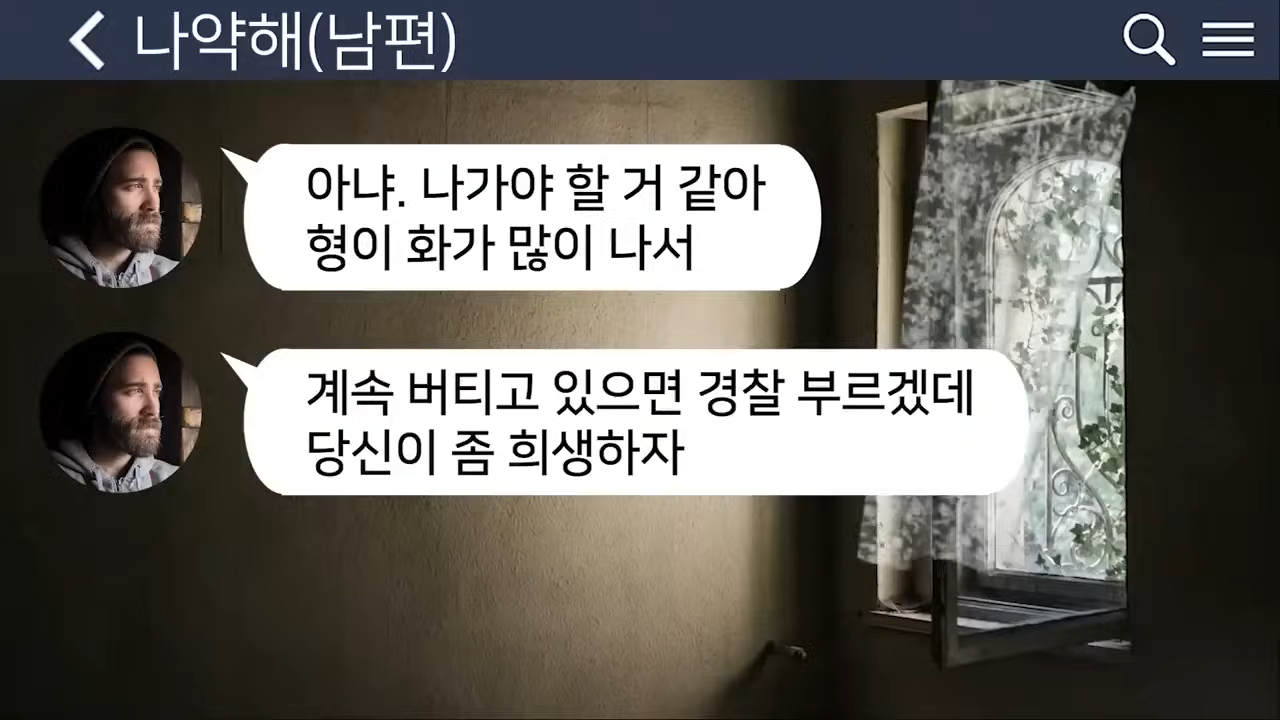 나약해(남편)
아냐. 나가야 할 거 같아
형이 화가 많이 나서
계속 버티고 있으면 경찰 부르겠데
당신이 좀 희생하자